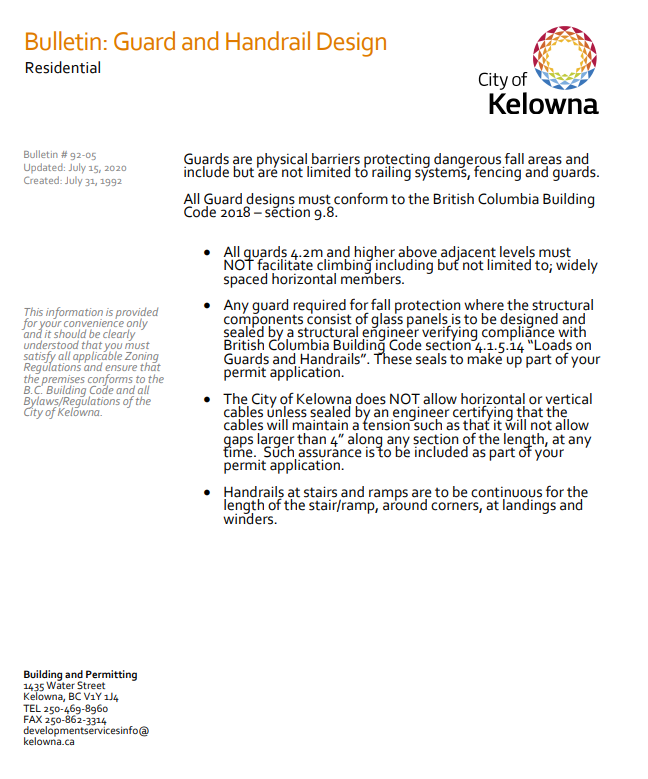 Bulletin: Guard and Handrail Design
Residential
City of
Kelowna
Bulletin # 92-05
Updated: July 15, 2020
Created: July 31, 1992
Guards are physical barriers protecting dangerous fall areas and
include but are not limited to railing systems, fencing and guards.
All Guard designs must conform to the British Columbia Building
Code 2018 – section 9.8.
• All guards 4.2m and higher above adjacent levels must
NOT facilitate climbing including but not limited to; widely
spaced horizontal members.
• Any guard required for fall protection where the structural
components consist of glass panels is to be designed and
sealed by a structural engineer verifying compliance with
British Columbia Building Code section 4.1.5.14 “Loads on
Guards and Handrails”. These seals to make up part of your
permit application.
• The City of Kelowna does NOT allow horizontal or vertical
cables unless sealed by an engineer certifying that the
cables will maintain a tension such as that it will not allow
gaps larger than 4” along any section of the length, at any
time.  Such assurance is to be included as part of your
permit application.
• Handrails at stairs and ramps are to be continuous for the
length of the stair/ramp, around corners, at landings and
winders.
This information is provided
for your convenience only
and it should be clearly
understood that you must
satisfy all applicable Zoning
Regulations and ensure that
the premises conforms to the
B.C. Building Code and all
Bylaws/Regulations of the
City of Kelowna.
Building and Permitting
1435 Water Street
Kelowna, BC V1Y 1J4
TEL 250-469-8960
FAX 250-862-3314
developmentservicesinfo@
kelowna.ca